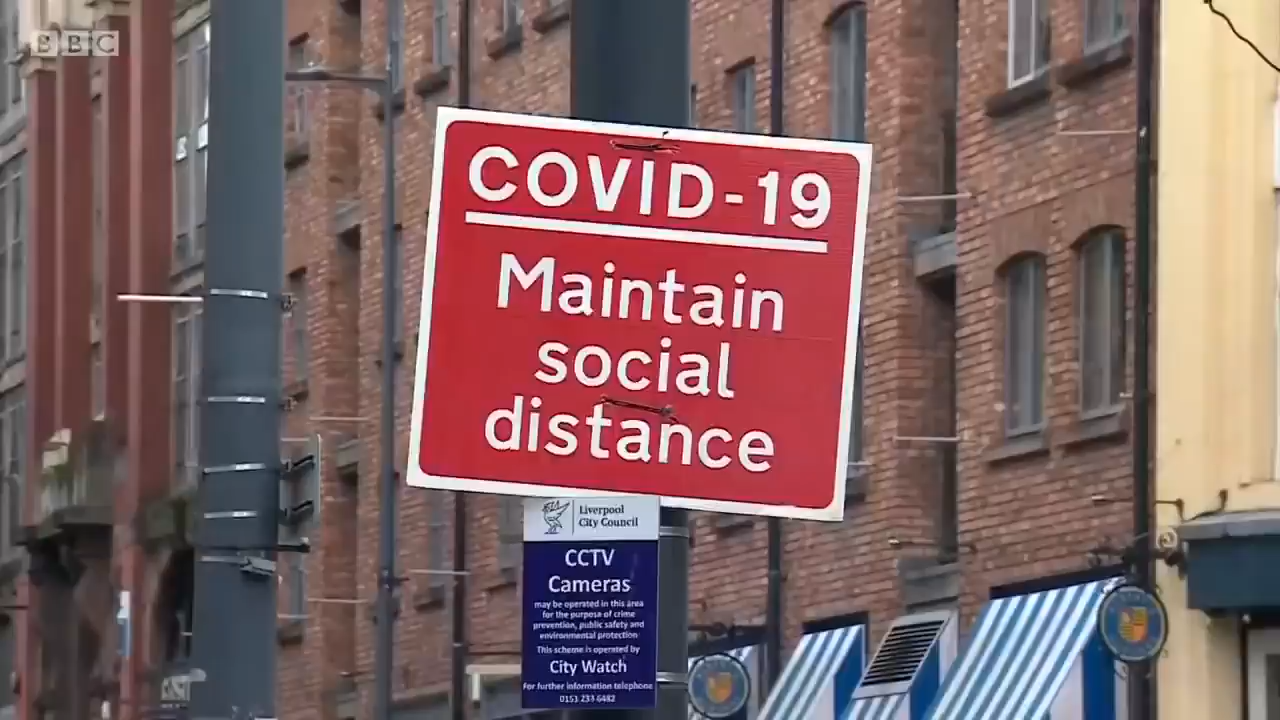 BBC
COVID-19
Maintain
social
distance
Liverpool
City Council
CCTV
Cameras
may be operated in this area
for the purpose of crime
prevention, public safety and
environmental protection
This scheme is operated by
City Watch
For further information telephone
0151 233 6482